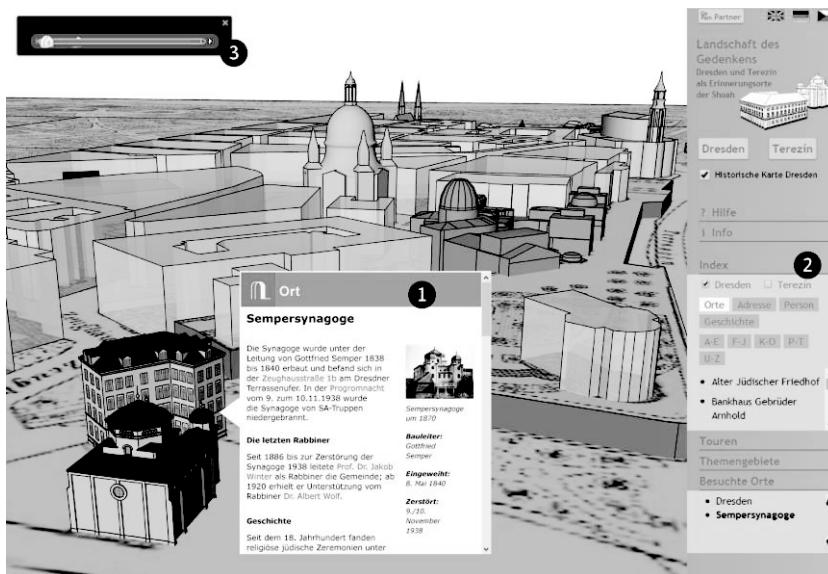 3
Partner
Landschaft des
Gedenkens
Dresden und Terezin
als Erinnerungsorte
der Shoah
Dresden Terezin
Historische Karte Dresden
? Hilfe
i Info
Index
2
Dresden Terezin
Orte Adresse Person
Geschichte
A-E F-J K-O P-T
U-Z
Alter Jüdischer Friedhof
Bankhaus Gebrüder
Arnhold
Touren
Themengebiete
Besuchte Orte
Dresden
Sempersynagoge
Ort
1
Sempersynagoge
Die Synagoge wurde unter der
Leitung von Gottfried Semper 1838
bis 1840 erbaut und befand sich in
der Zeughausstraße 1b am Dresdner
Terrassenufer. In der Progromnacht
vom 9. zum 10.11.1938 wurde
die Synagoge von SA-Truppen
niedergebrannt.
Die letzten Rabbiner
Seit 1886 bis zur Zerstörung der
Synagoge 1938 leitete Prof. Dr. Jakob
Winter als Rabbiner die Gemeinde; ab
1920 erhielt er Unterstützung vom
Rabbiner Dr. Albert Wolf.
Geschichte
Seit dem 18. Jahrhundert fanden
religiöse jüdische Zeremonien unter
Sempersynagoge
um 1870
Bauleiter:
Gottfried
Semper
Eingeweiht:
8. Mai 1840
Zerstört:
9./10.
November
1938